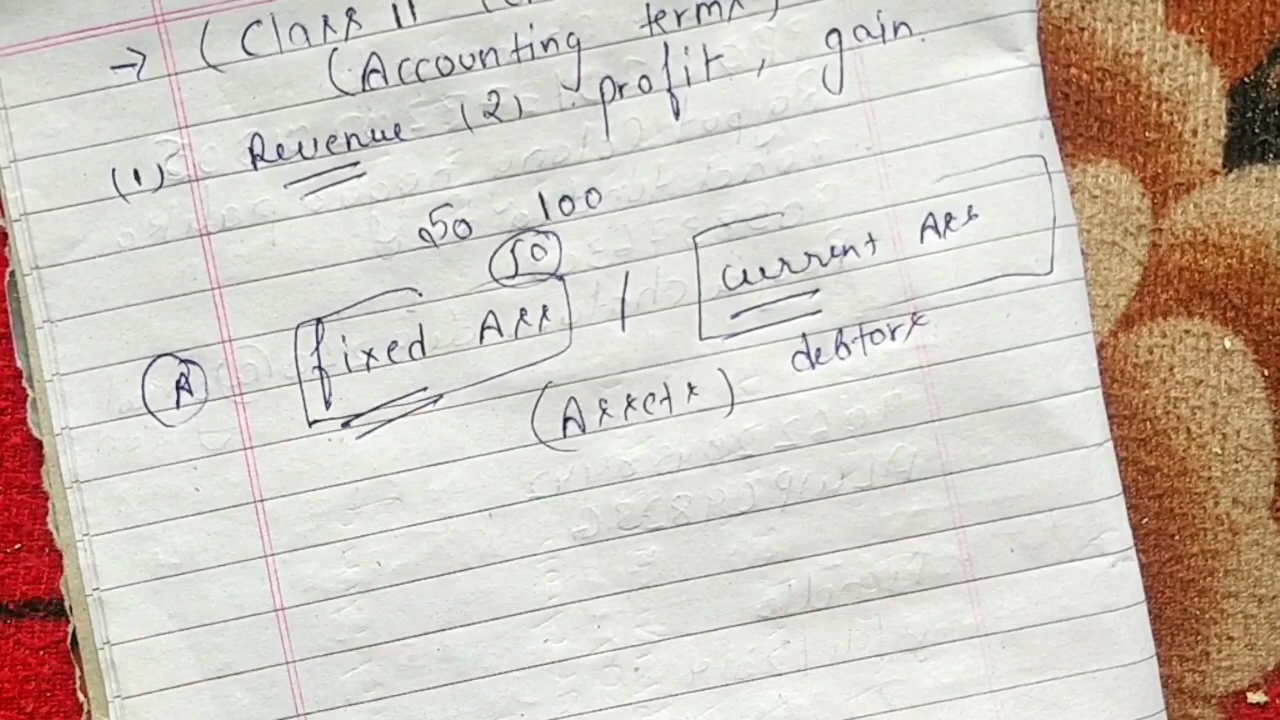 → (Class 11
(Accounting terms)
(1) Revenue (2) profit, gain.
50 100
50
(A) fixed Ass / current Ass
(Assets) debtors